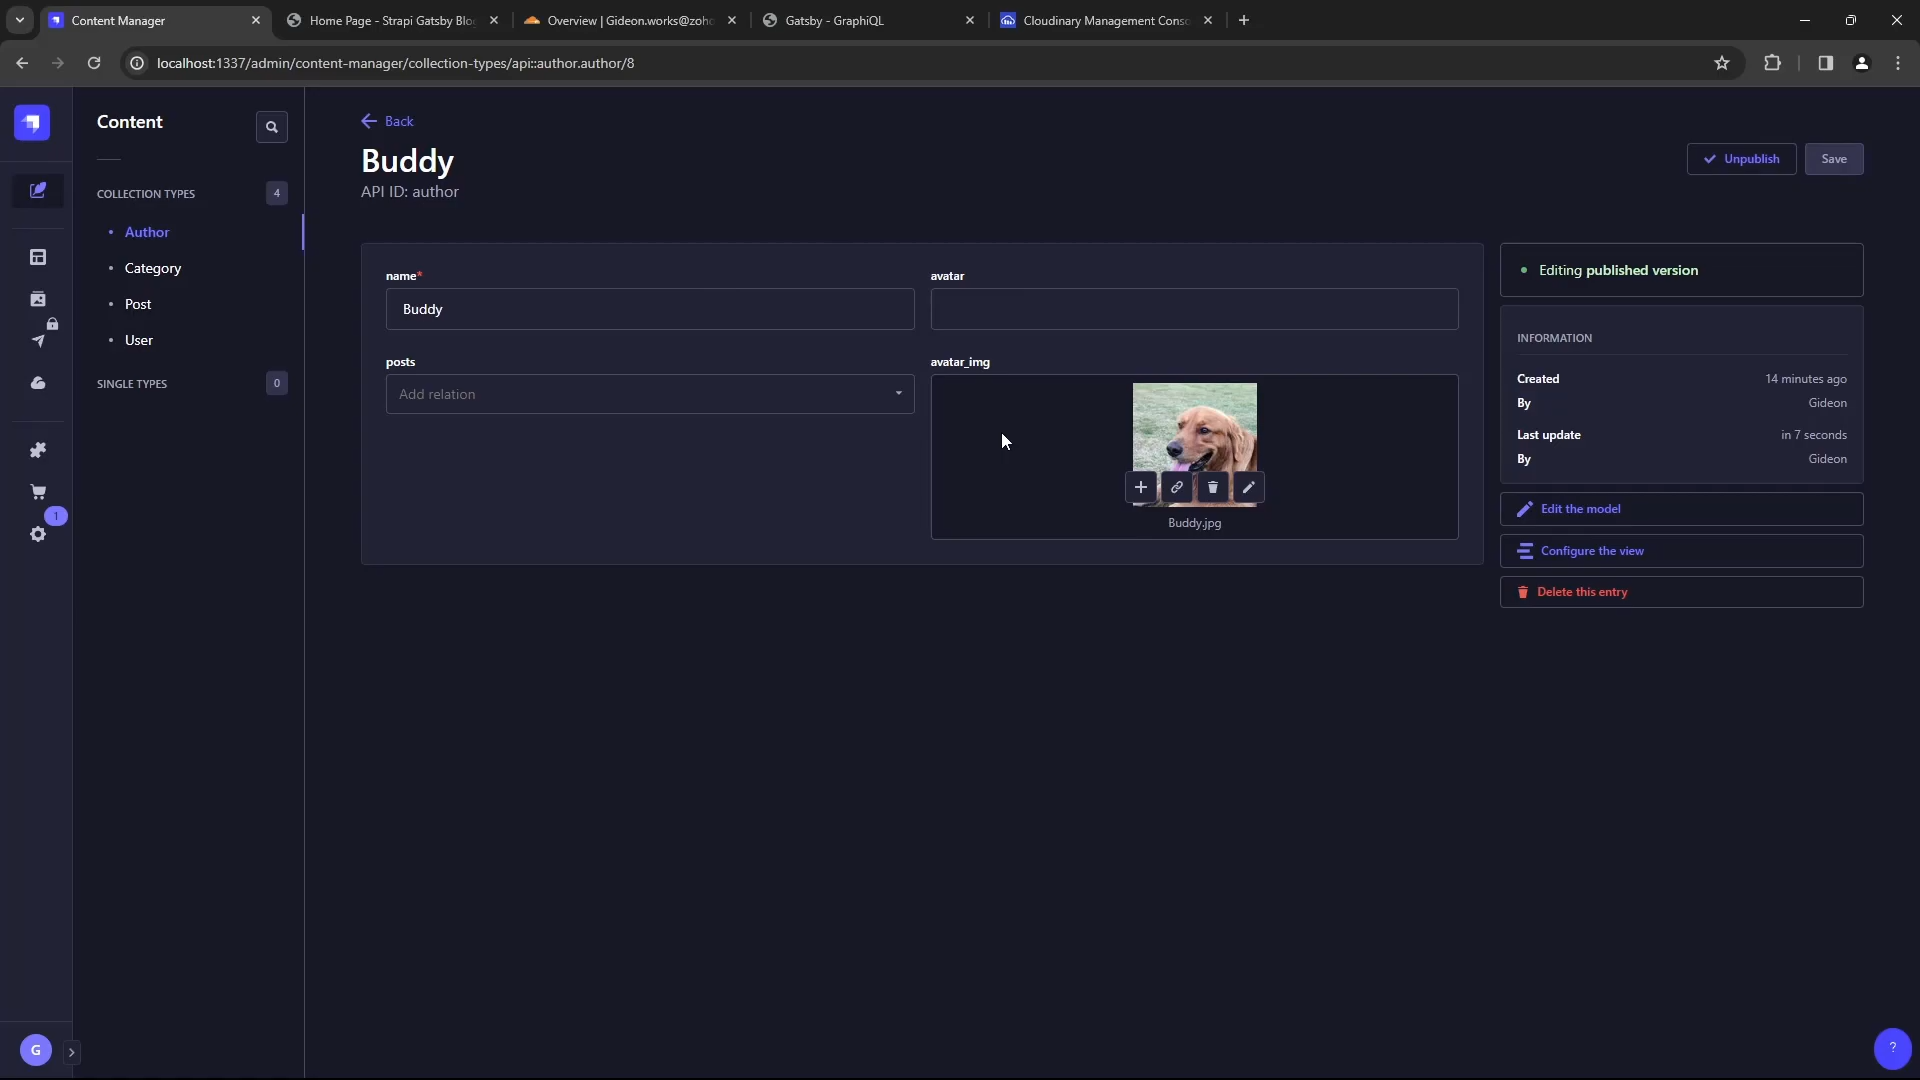 Content Manager
Home Page - Strapi Gatsby Blo
Overview | Gideon.works@zoho
Gatsby - GraphiQL
Cloudinary Management Conso
localhost:1337/admin/content-manager/collection-types/api::author.author/8
Content
COLLECTION TYPES 4
Author
Category
Post
User
SINGLE TYPES 0
1
G
Back
Buddy
API ID: author
Unpublish
Save
name*
Buddy
avatar
posts
Add relation
avatar_img
Buddy.jpg
Editing published version
INFORMATION
Created 14 minutes ago
By Gideon
Last update in 7 seconds
By Gideon
Edit the model
Configure the view
Delete this entry
?